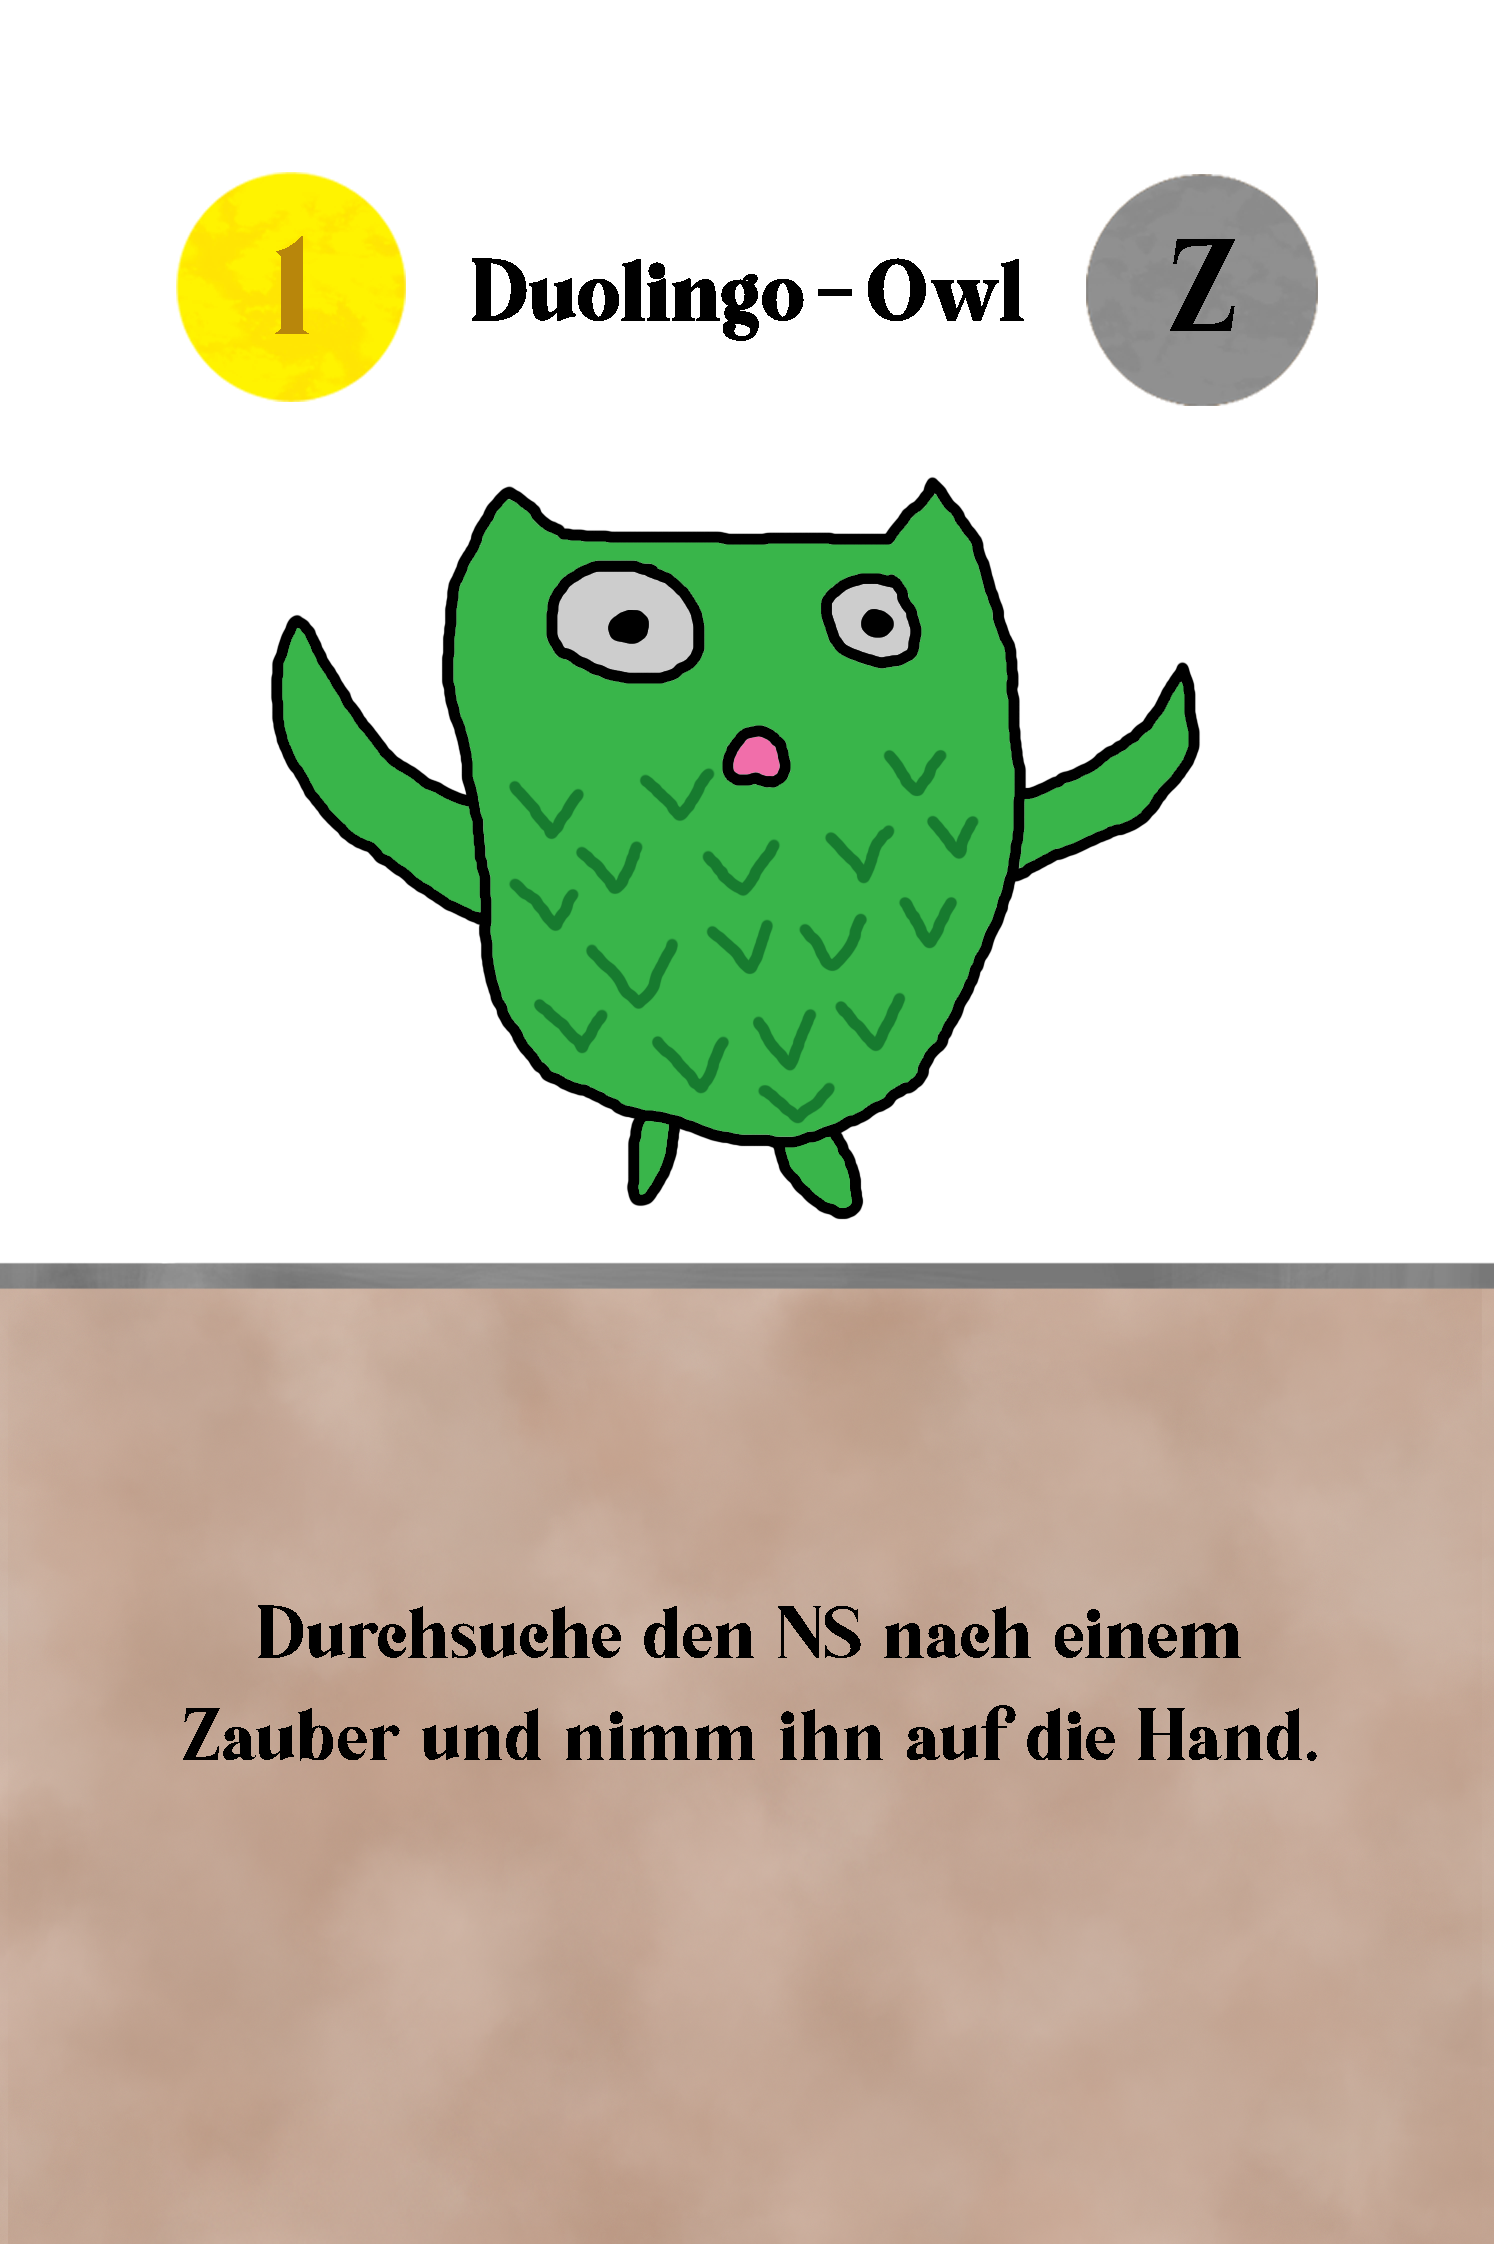 1 Duolingo – Owl Z
Durchsuche den NS nach einem
Zauber und nimm ihn auf die Hand.